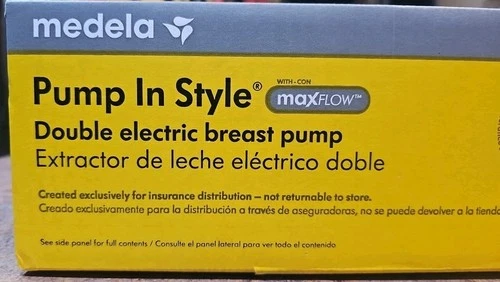 medela
Pump In Style® WITH • CON maxFLOW™
Double electric breast pump
Extractor de leche eléctrico doble
Created exclusively for insurance distribution – not returnable to store.
Creado exclusivamente para la distribución a través de aseguradoras, no se puede devolver a la tienda
See side panel for full contents / Consulte el panel lateral para ver todo el contenido